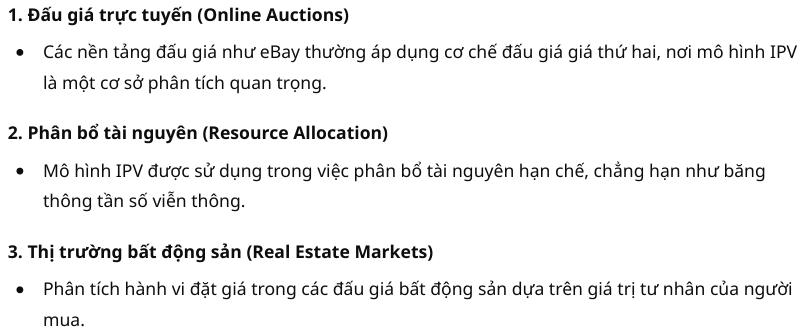 1. Đấu giá trực tuyến (Online Auctions)
• Các nền tảng đấu giá như eBay thường áp dụng cơ chế đấu giá giá thứ hai, nơi mô hình IPV
là một cơ sở phân tích quan trọng.
2. Phân bổ tài nguyên (Resource Allocation)
• Mô hình IPV được sử dụng trong việc phân bổ tài nguyên hạn chế, chẳng hạn như băng
thông tần số viễn thông.
3. Thị trường bất động sản (Real Estate Markets)
• Phân tích hành vi đặt giá trong các đấu giá bất động sản dựa trên giá trị tư nhân của người
mua.